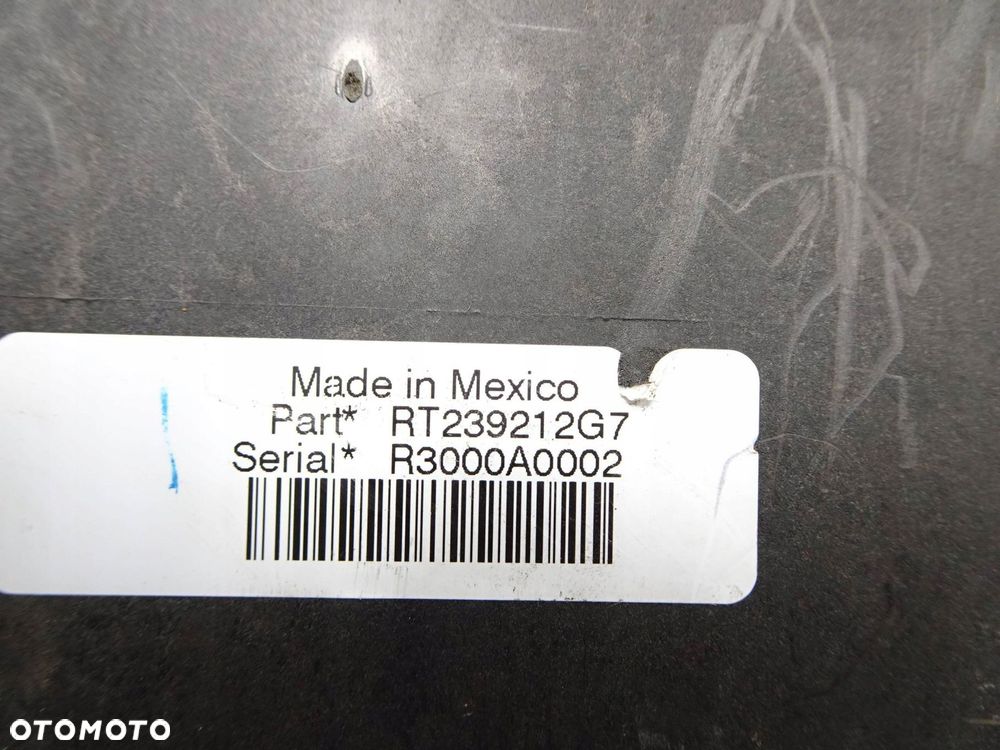 Made in Mexico
Part* RT239212G7
Serial* R3000A0002
OTOMOTO